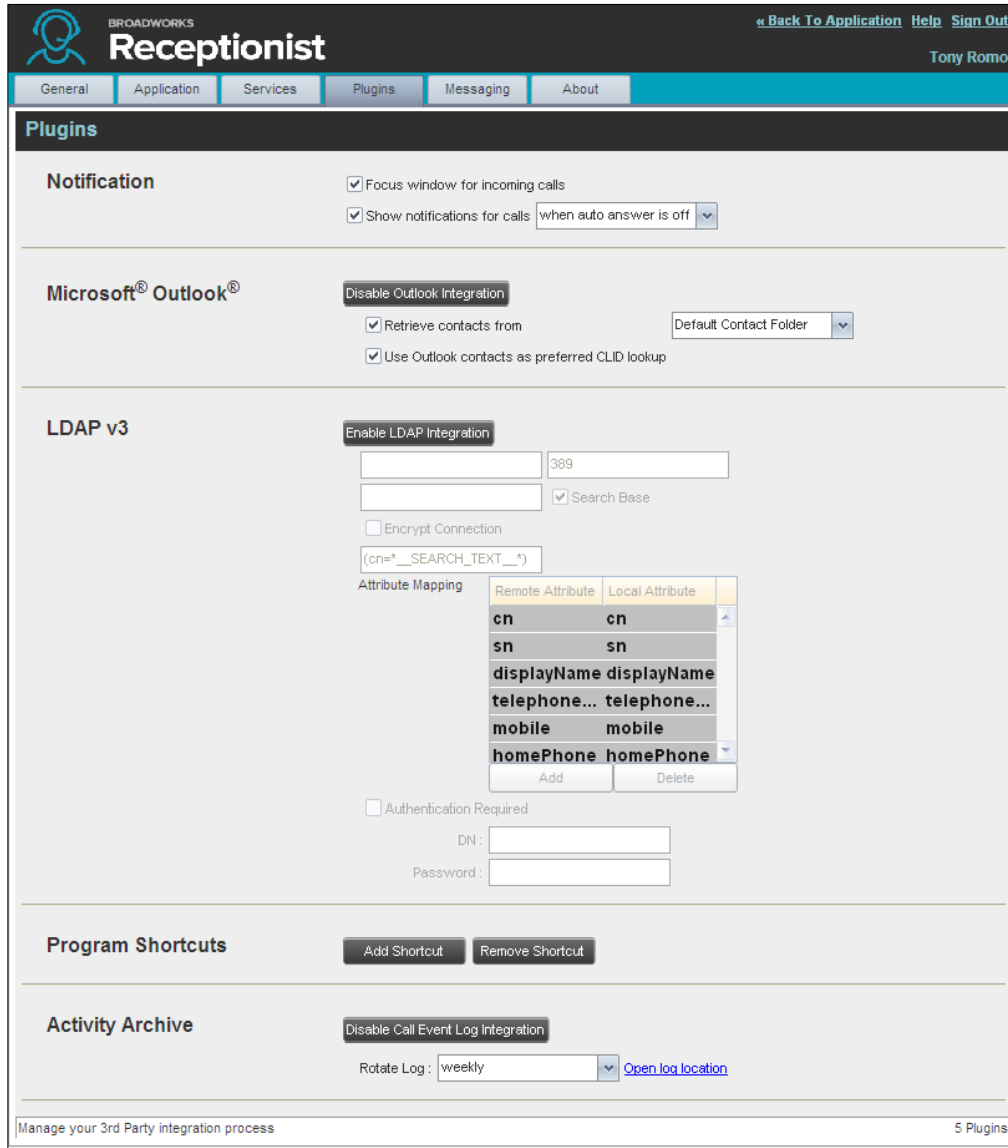 BROADWORKS
Receptionist
« Back To Application Help Sign Out
Tony Romo
General Application Services Plugins Messaging About
Plugins
Notification
Focus window for incoming calls
Show notifications for calls when auto answer is off
Microsoft® Outlook®
Disable Outlook Integration
Retrieve contacts from Default Contact Folder
Use Outlook contacts as preferred CLID lookup
LDAP v3
Enable LDAP Integration
389
Search Base
Encrypt Connection
(cn=*__SEARCH_TEXT__*)
Attribute Mapping
Remote Attribute Local Attribute
cn cn
sn sn
displayName displayName
telephone... telephone...
mobile mobile
homePhone homePhone
Add Delete
Authentication Required
DN :
Password :
Program Shortcuts
Add Shortcut Remove Shortcut
Activity Archive
Disable Call Event Log Integration
Rotate Log : weekly Open log location
Manage your 3rd Party integration process 5 Plugins